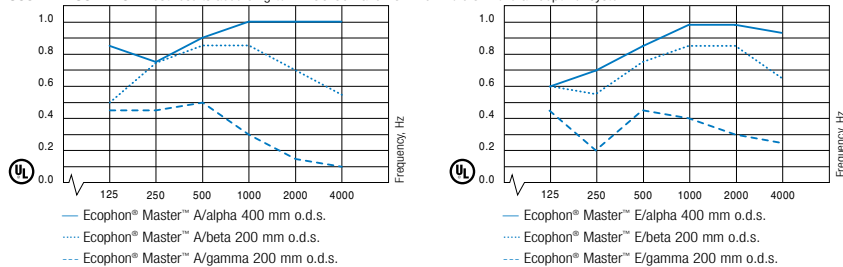 1.0
0.8
0.6
0.4
0.2
0.0
125 250 500 1000 2000 4000
Frequency, Hz
UL
Ecophon® Master™ A/alpha 400 mm o.d.s.
Ecophon® Master™ A/beta 200 mm o.d.s.
Ecophon® Master™ A/gamma 200 mm o.d.s.
1.0
0.8
0.6
0.4
0.2
0.0
125 250 500 1000 2000 4000
Frequency, Hz
UL
Ecophon® Master™ E/alpha 400 mm o.d.s.
Ecophon® Master™ E/beta 200 mm o.d.s.
Ecophon® Master™ E/gamma 200 mm o.d.s.